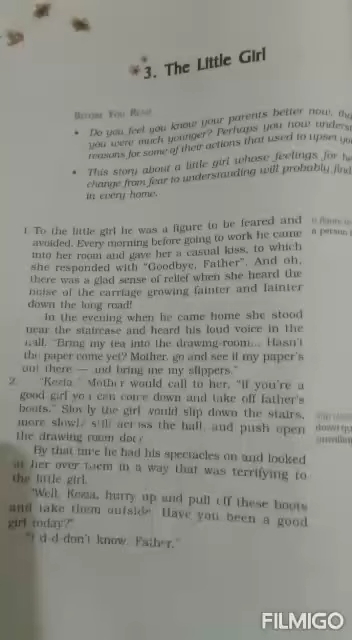 3. The Little Girl
BEFORE YOU READ
• Do you feel you know your parents better now, than
you were much younger? Perhaps you now unders
reasons for some of their actions that used to upset you
• This story about a little girl whose feelings for he
change from fear to understanding will probably find
in every home.
1. To the little girl he was a figure to be feared and
avoided. Every morning before going to work he came
into her room and gave her a casual kiss, to which
she responded with "Goodbye, Father". And oh,
there was a glad sense of relief when she heard the
noise of the carriage growing fainter and fainter
down the long road!
In the evening when he came home she stood
near the staircase and heard his loud voice in the
hall. "Bring my tea into the drawing-room... Hasn't
the paper come yet? Mother, go and see if my paper's
out there — and bring me my slippers."
2. "Kezia," Mother would call to her, "if you're a
good girl you can come down and take off father's
boots." Slowly the girl would slip down the stairs,
more slowly still across the hall, and push open
the drawing room door.
By that time he had his spectacles on and looked
at her over them in a way that was terrifying to
the little girl.
"Well, Kezia, hurry up and pull off these boots
and take them outside. Have you been a good
girl today?"
"I d-d-don't know, Father."
a figure
a person
FILMIGO